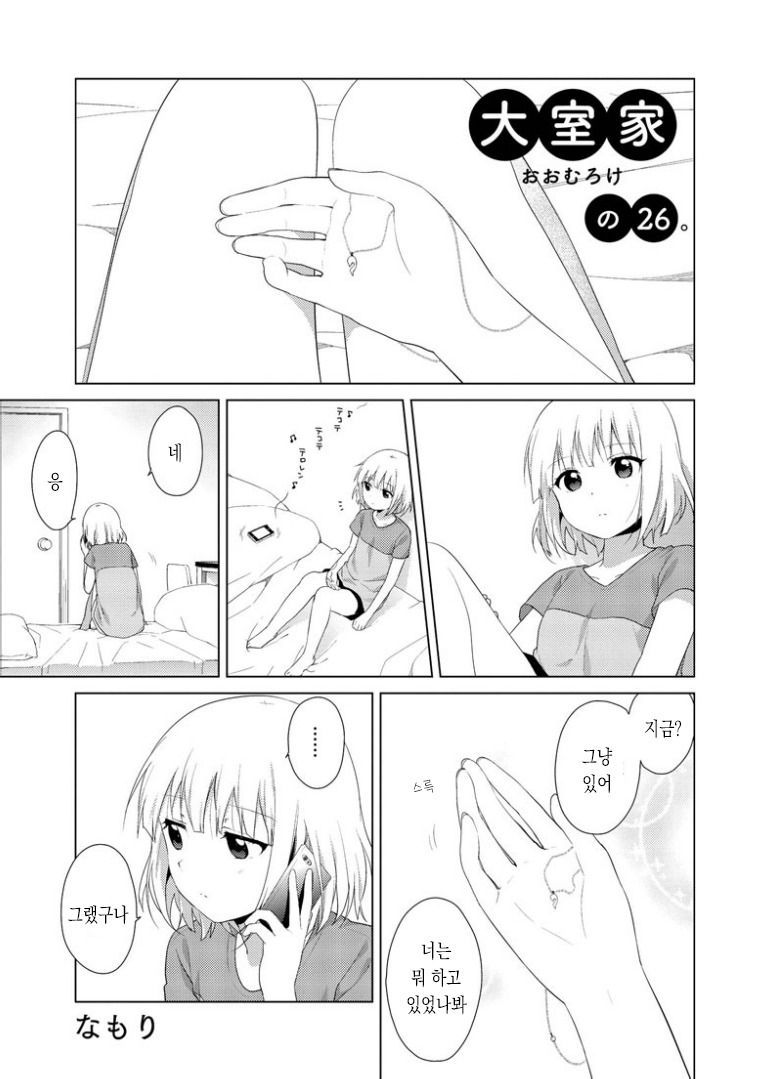 大室家
おおむろけ
の26。
テコテ♪
テコテ
テロレン♪
네
응
지금?
그냥
있어
스륵
너는
뭐 하고
있었나봐
……
그랬구나
なもり